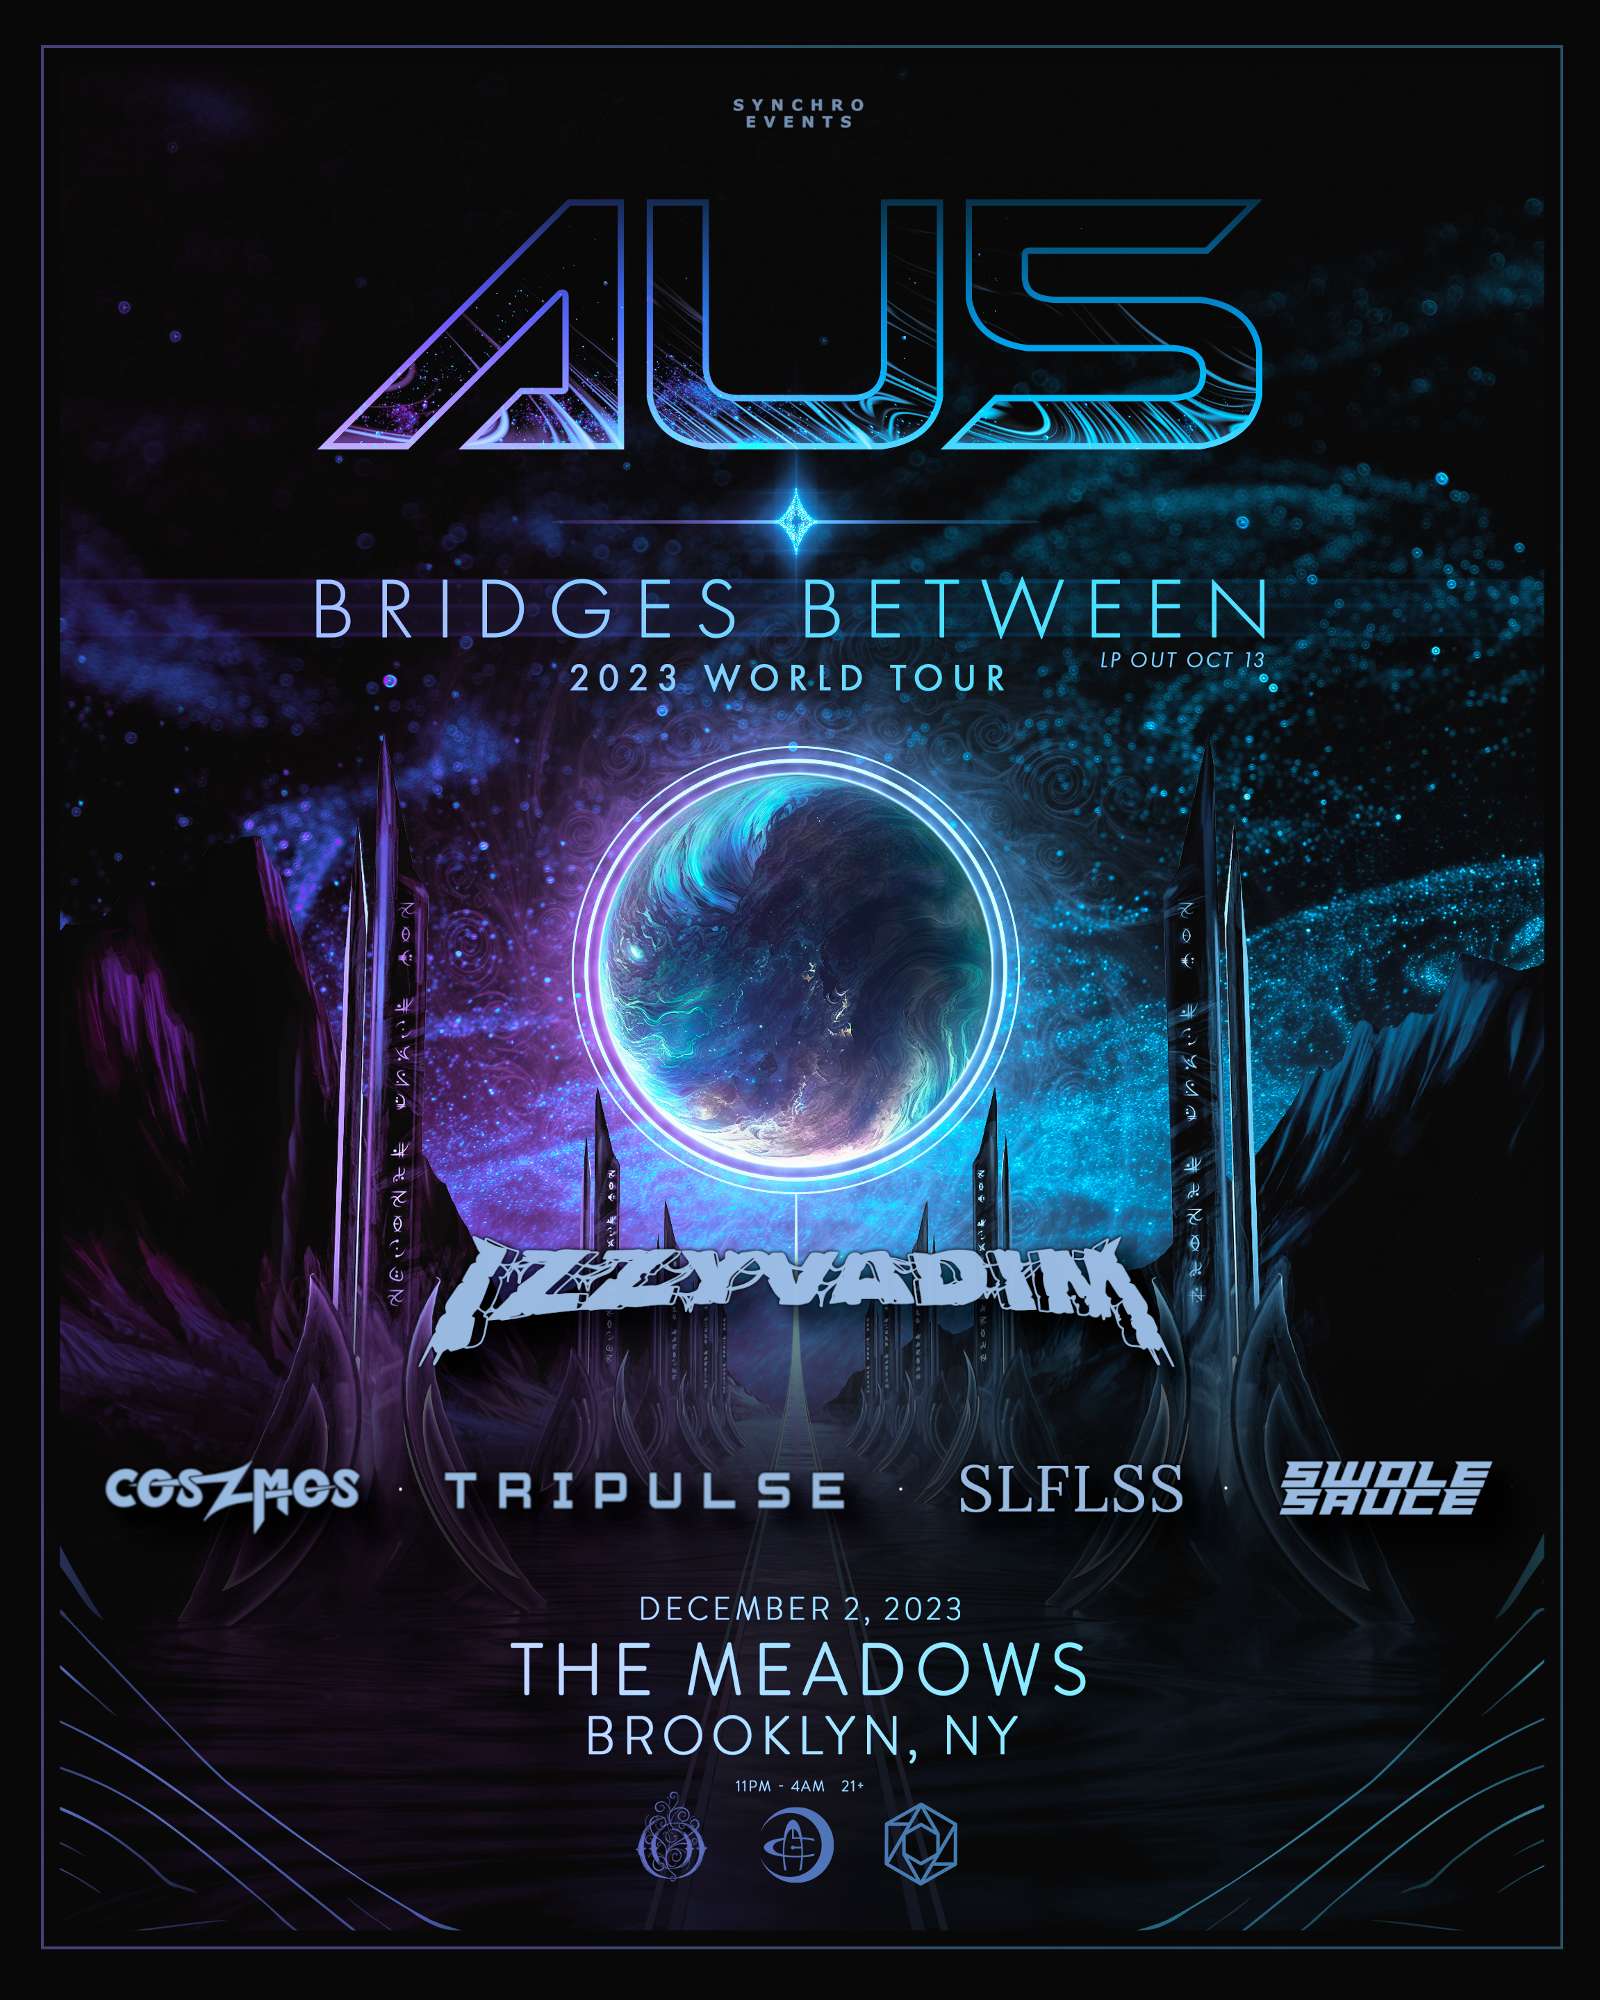 SYNCHRO
EVENTS
AUS
BRIDGES BETWEEN
LP OUT OCT 13
2023 WORLD TOUR
IZZYVADIM
COSZMOS · TRIPULSE · SLFLSS · SWOLE SAUCE
DECEMBER 2, 2023
THE MEADOWS
BROOKLYN, NY
11PM - 4AM 21+